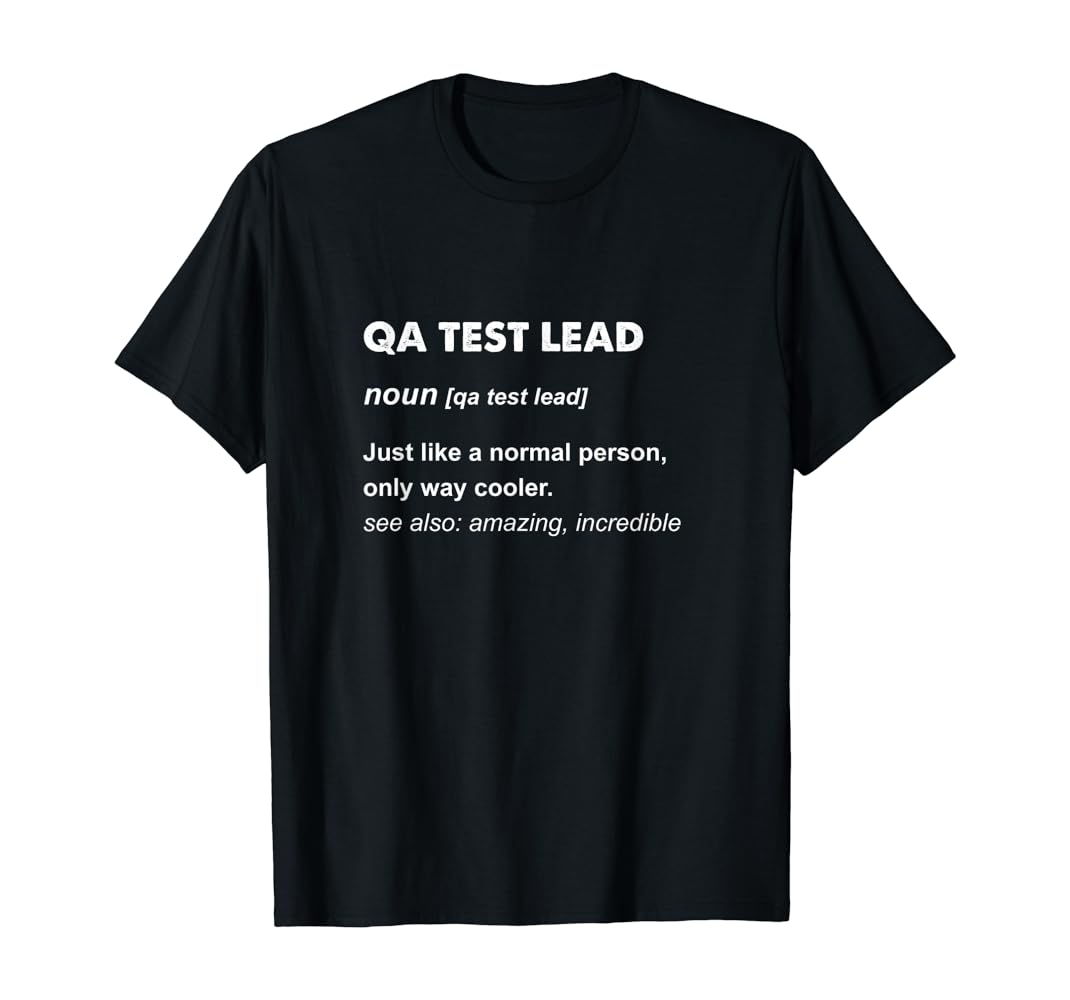 QA TEST LEAD
noun [qa test lead]
Just like a normal person,
only way cooler.
see also: amazing, incredible